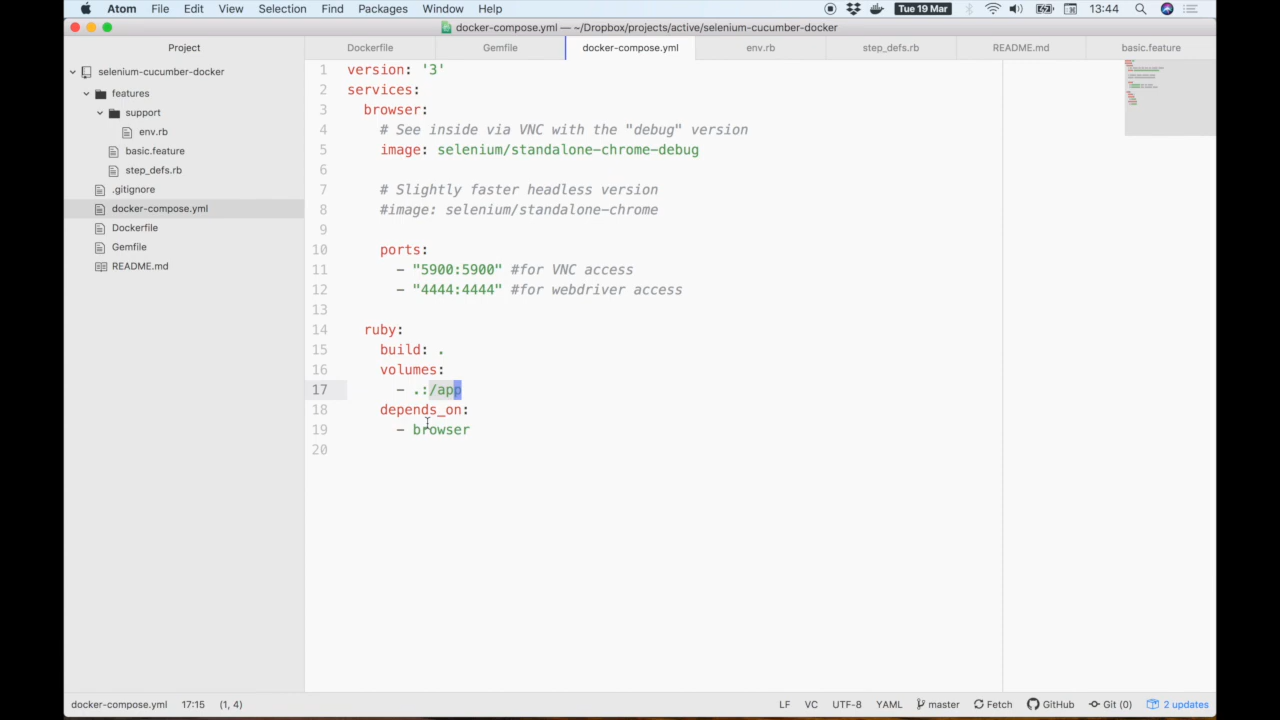 Atom File Edit View Selection Find Packages Window Help Tue 19 Mar 13:44
docker-compose.yml — ~/Dropbox/projects/active/selenium-cucumber-docker
Project
Dockerfile Gemfile docker-compose.yml env.rb step_defs.rb README.md basic.feature
selenium-cucumber-docker
features
support
env.rb
basic.feature
step_defs.rb
.gitignore
docker-compose.yml
Dockerfile
Gemfile
README.md
1 version: '3'
2 services:
3 browser:
4 # See inside via VNC with the "debug" version
5 image: selenium/standalone-chrome-debug
6
7 # Slightly faster headless version
8 #image: selenium/standalone-chrome
9
10 ports:
11 - "5900:5900" #for VNC access
12 - "4444:4444" #for webdriver access
13
14 ruby:
15 build: .
16 volumes:
17 - .:/app
18 depends_on:
19 - browser
20
docker-compose.yml 17:15 (1, 4) LF VC UTF-8 YAML master Fetch GitHub Git (0) 2 updates